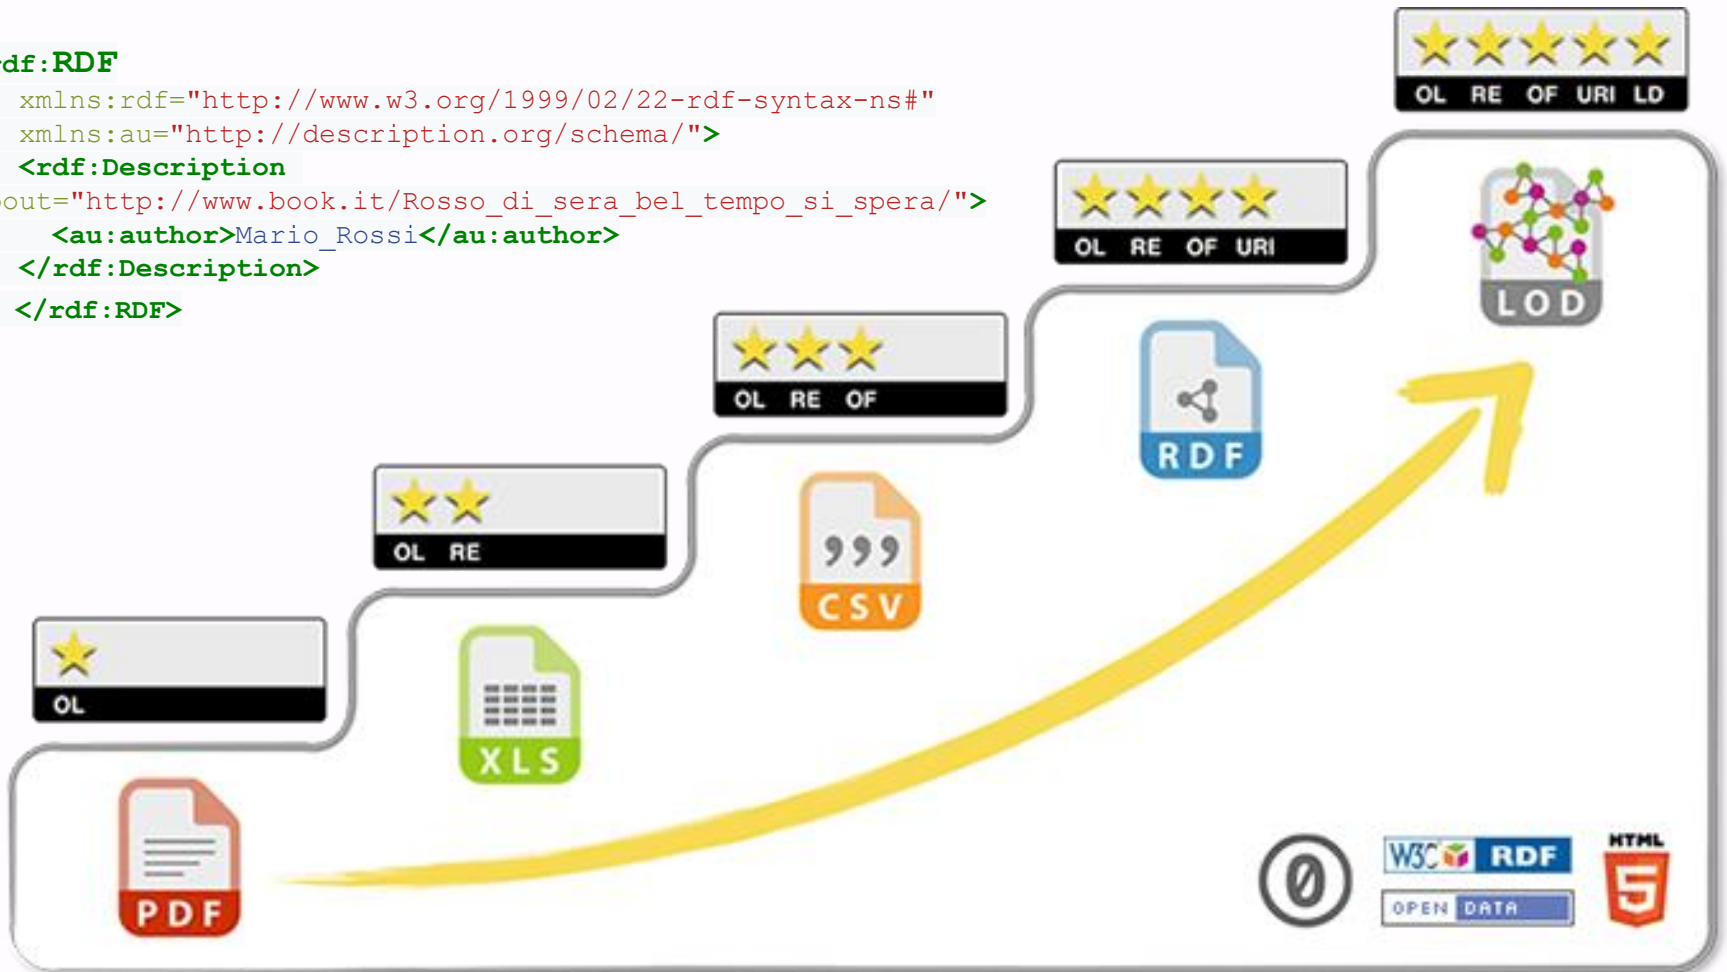 df:RDF
xmlns:rdf="http://www.w3.org/1999/02/22-rdf-syntax-ns#"
xmlns:au="http://description.org/schema/">
<rdf:Description
out="http://www.book.it/Rosso_di_sera_bel_tempo_si_spera/">
<au:author>Mario_Rossi</au:author>
</rdf:Description>
</rdf:RDF>
OL RE OF URI LD
LOD
OL RE OF URI
RDF
OL RE OF
CSV
OL RE
XLS
OL
PDF
0
W3C RDF
OPEN DATA
HTML
5